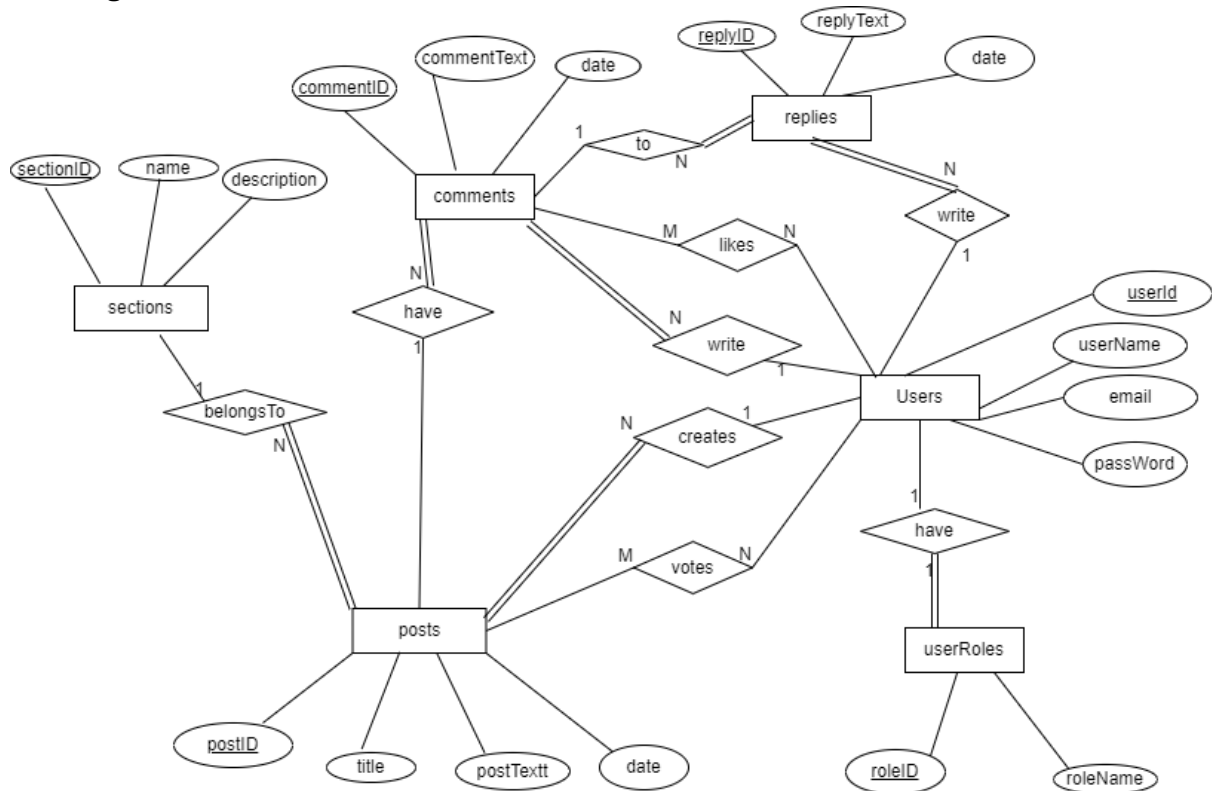 replyID
replyText
date
commentText
date
commentID
replies
1
to
N
sectionID
name
description
comments
N
write
M
likes
N
1
sections
N
have
1
N
write
1
userId
userName
email
passWord
Users
1
belongsTo
N
N
creates
1
M
votes
N
1
have
1
posts
userRoles
postID
title
postTextt
date
roleID
roleName